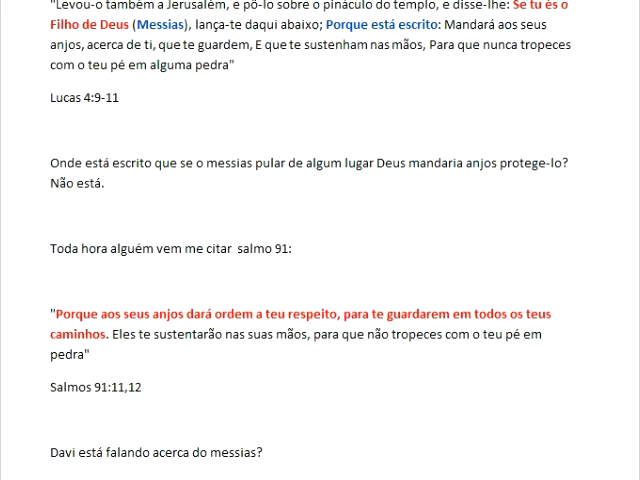 "Levou-o também a Jerusalém, e pô-lo sobre o pináculo do templo, e disse-lhe: Se tu és o
Filho de Deus (Messias), lança-te daqui abaixo; Porque está escrito: Mandará aos seus
anjos, acerca de ti, que te guardem, E que te sustenham nas mãos, Para que nunca tropeces
com o teu pé em alguma pedra"
Lucas 4:9-11
Onde está escrito que se o messias pular de algum lugar Deus mandaria anjos protege-lo?
Não está.
Toda hora alguém vem me citar salmo 91:
"Porque aos seus anjos dará ordem a teu respeito, para te guardarem em todos os teus
caminhos. Eles te sustentarão nas suas mãos, para que não tropeces com o teu pé em
pedra"
Salmos 91:11,12
Davi está falando acerca do messias?